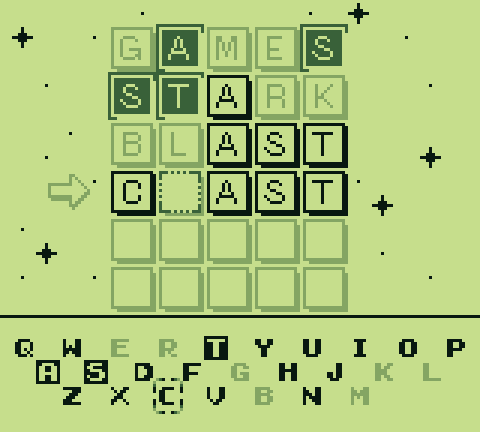 GAMES
STARK
BLAST
C AST
QWERTYUIOP
ASDFGHJKL
ZXCVBNM